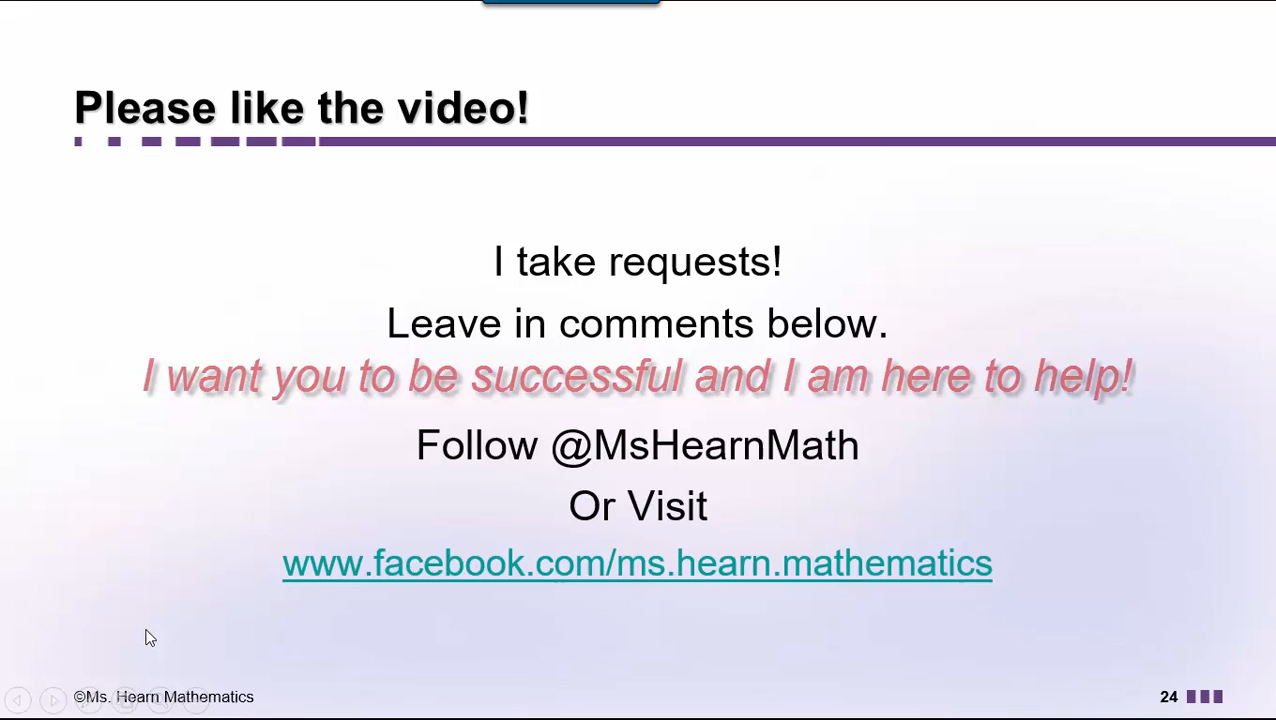 Please like the video!
I take requests!
Leave in comments below.
I want you to be successful and I am here to help!
Follow @MsHearnMath
Or Visit
www.facebook.com/ms.hearn.mathematics
©Ms. Hearn Mathematics
24